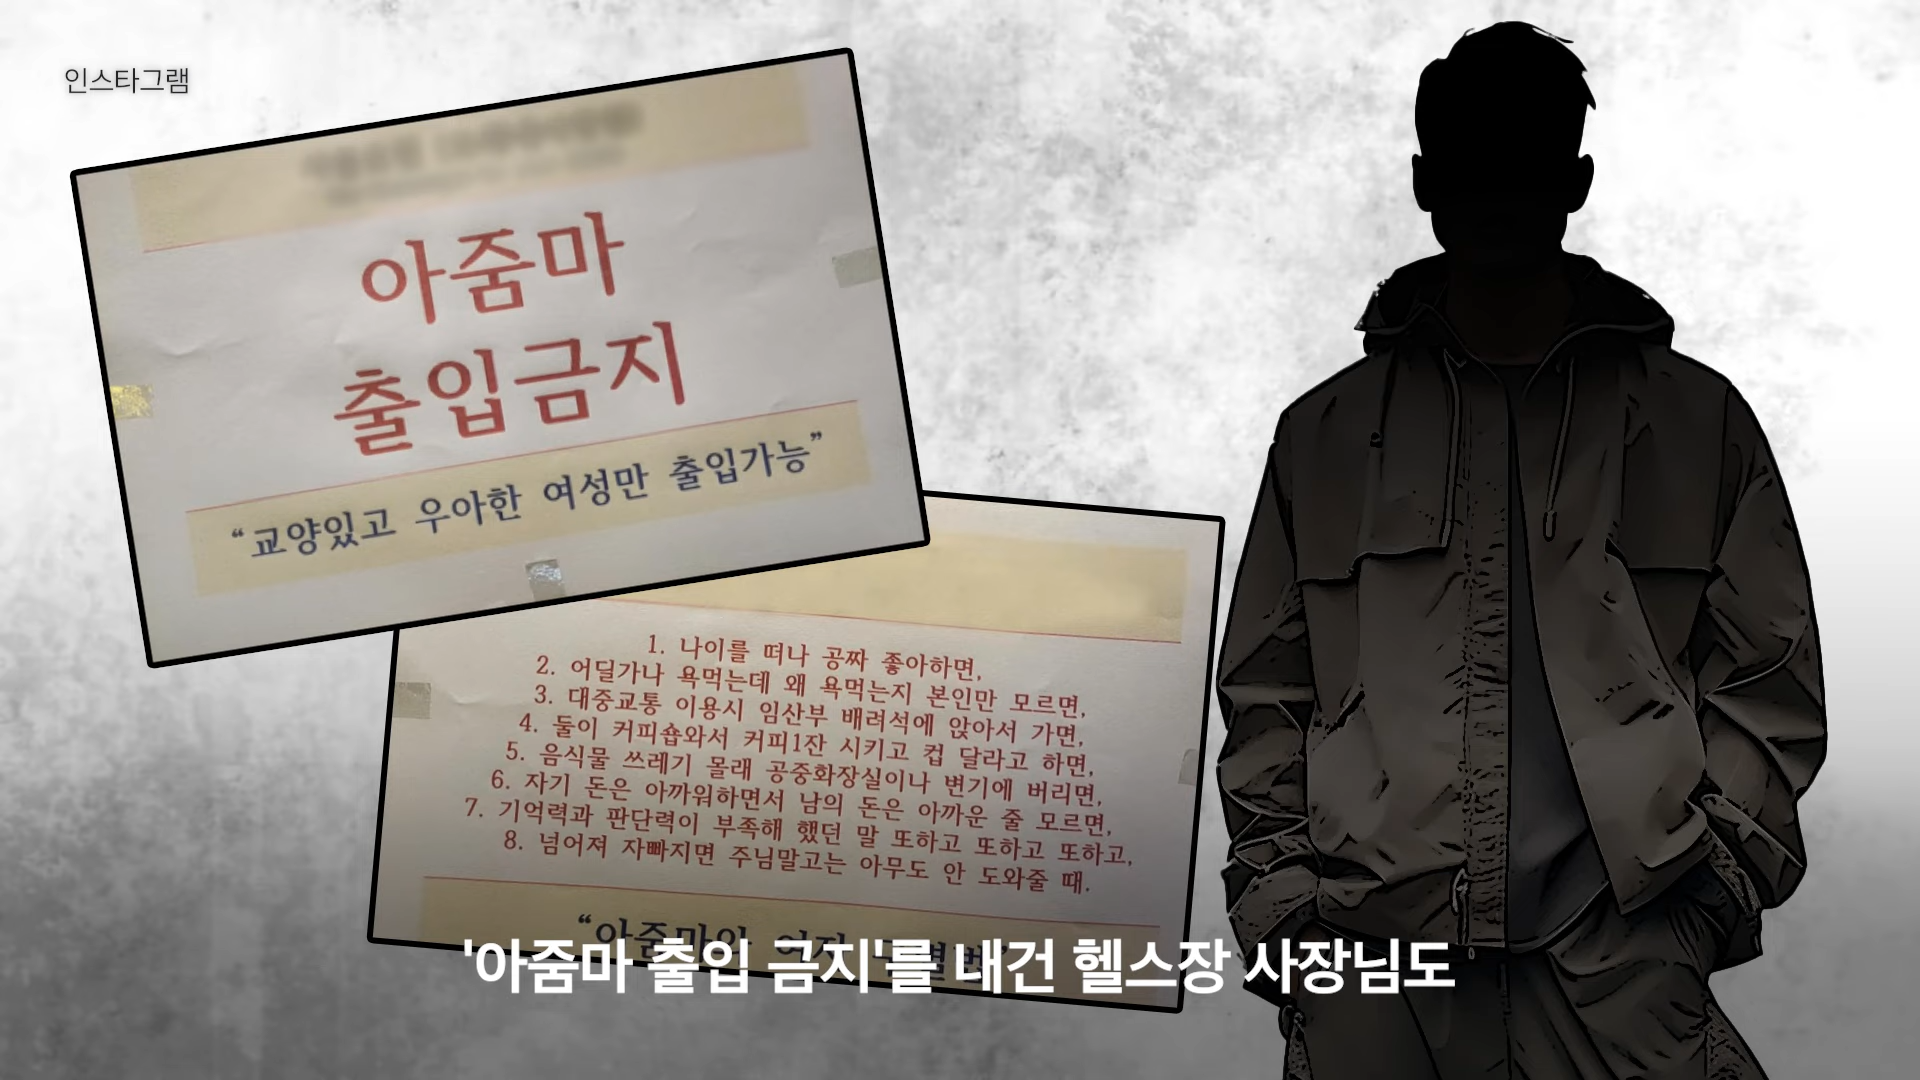 인스타그램
아줌마
출입금지
“교양있고 우아한 여성만 출입가능”
1. 나이를 떠나 공짜 좋아하면,
2. 어딜가나 욕먹는데 왜 욕먹는지 본인만 모르면,
3. 대중교통 이용시 임산부 배려석에 앉아서 가면,
4. 둘이 커피숍와서 커피1잔 시키고 컵 달라고 하면,
5. 음식물 쓰레기 몰래 공중화장실이나 변기에 버리면,
6. 자기 돈은 아까워하면서 남의 돈은 아까운 줄 모르면,
7. 기억력과 판단력이 부족해 했던 말 또하고 또하고 또하고,
8. 넘어져 자빠지면 주님말고는 아무도 안 도와줄 때.
'아줌마 출입 금지'를 내건 헬스장 사장님도